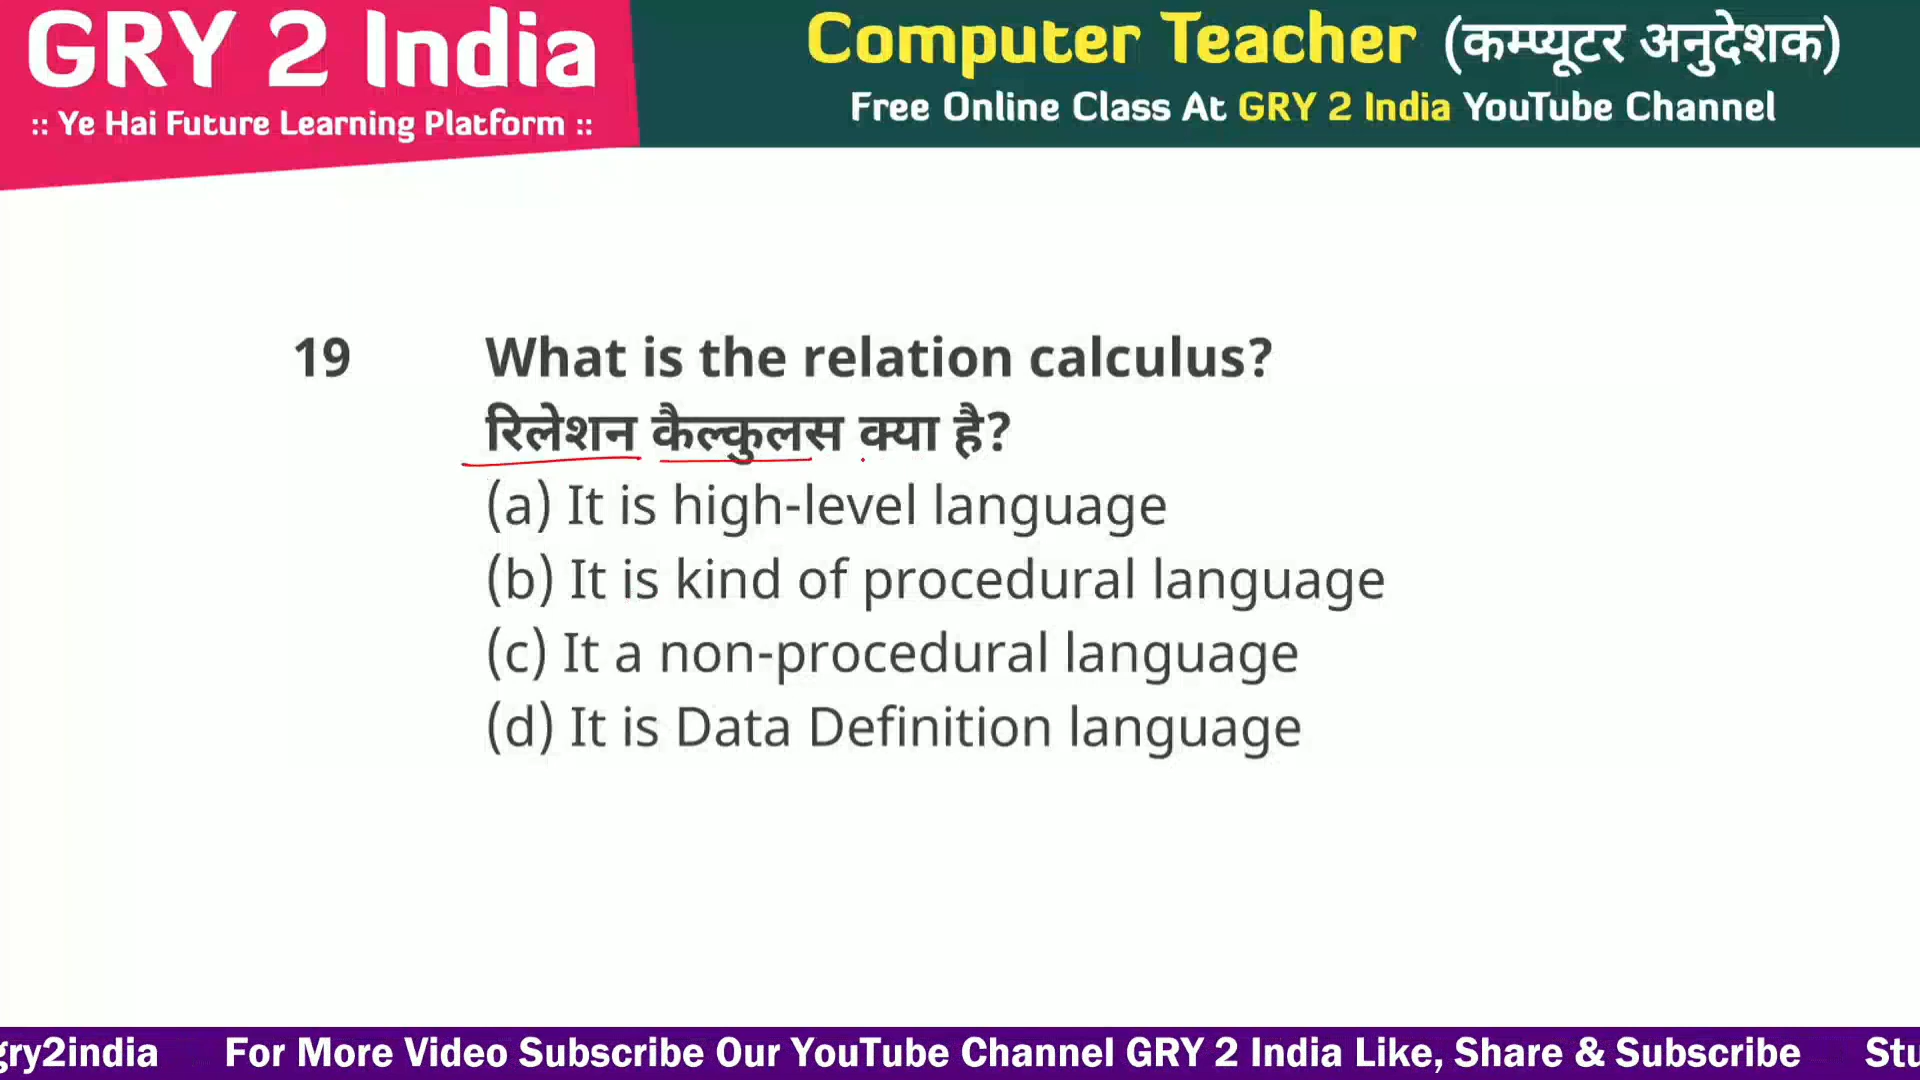 GRY 2 India
:: Ye Hai Future Learning Platform ::
Computer Teacher (कम्प्यूटर अनुदेशक)
Free Online Class At GRY 2 India YouTube Channel
19 What is the relation calculus?
रिलेशन कैल्कुलस क्या है?
(a) It is high-level language
(b) It is kind of procedural language
(c) It a non-procedural language
(d) It is Data Definition language
gry2india For More Video Subscribe Our YouTube Channel GRY 2 India Like, Share & Subscribe